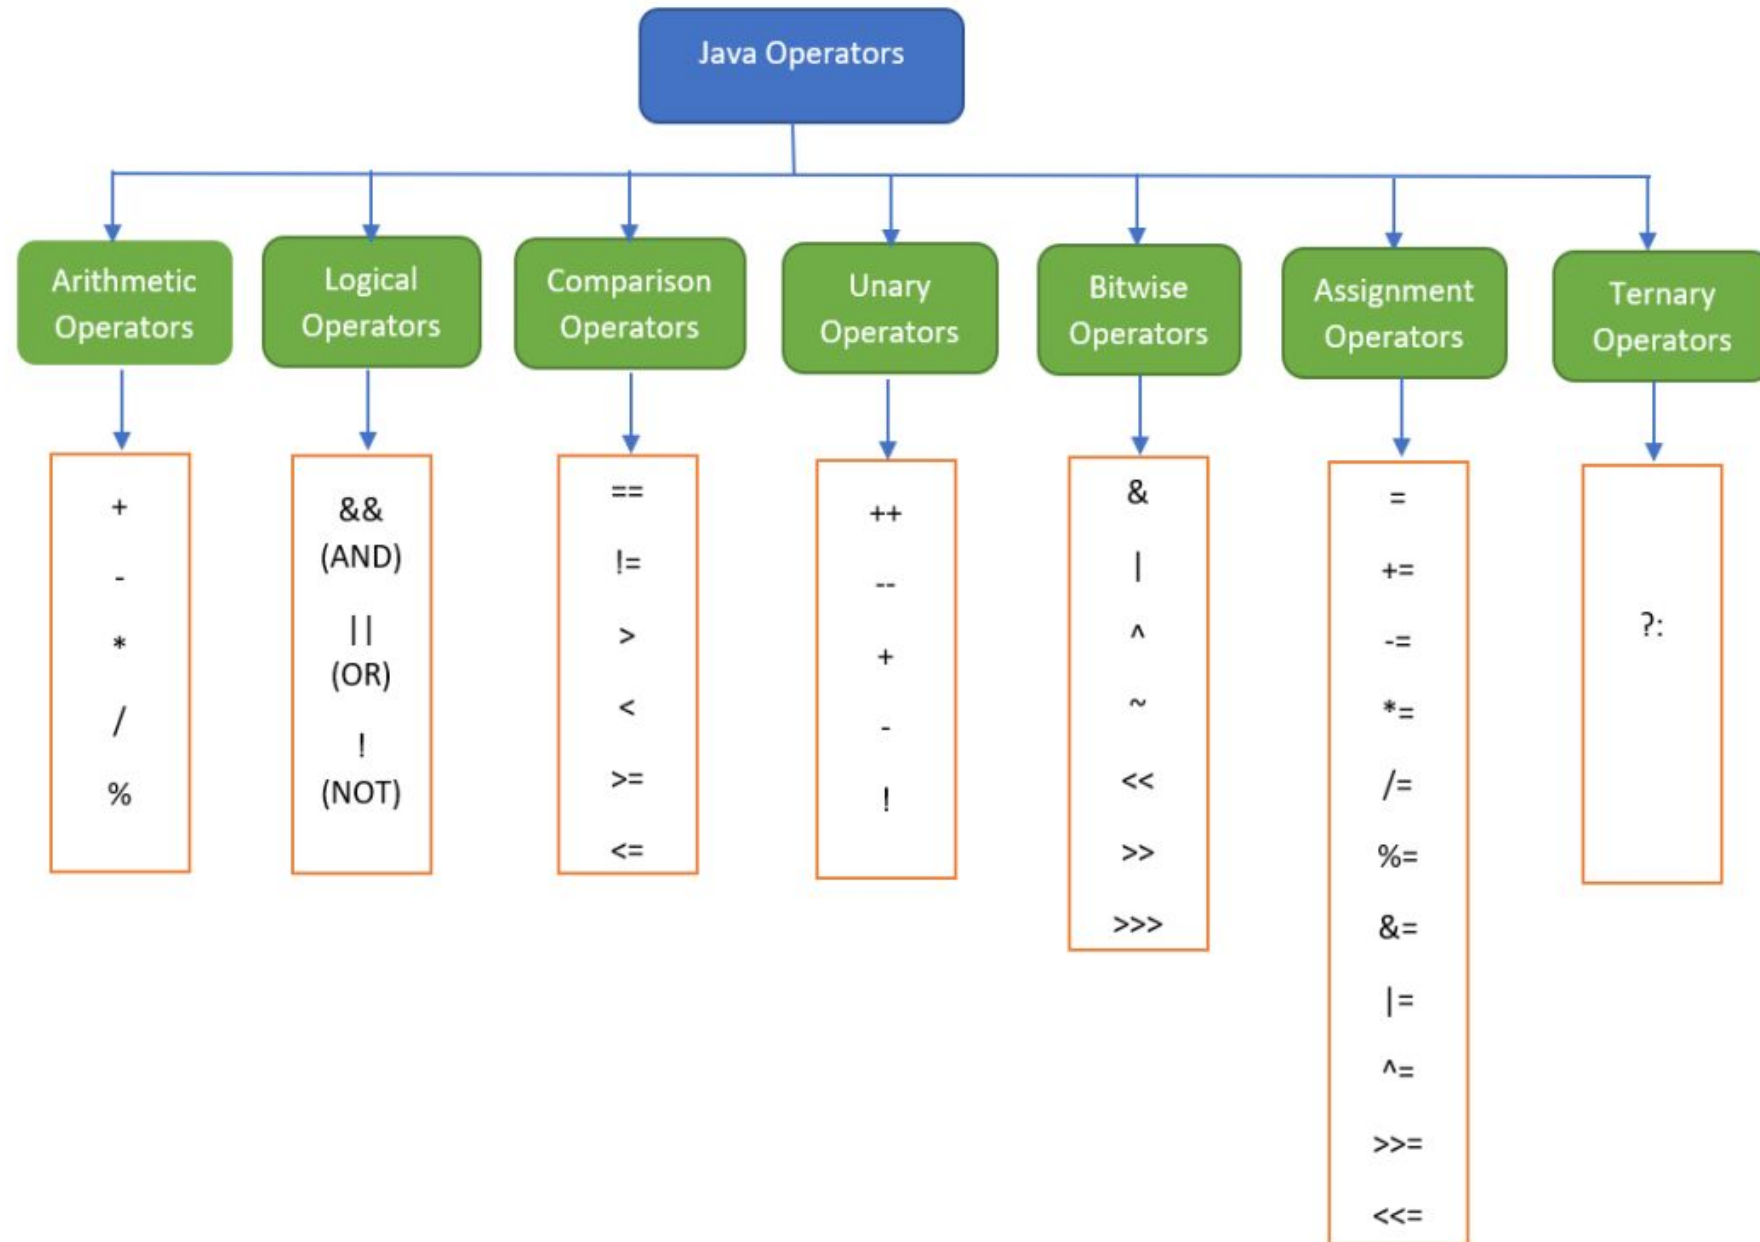 Java Operators
Arithmetic
Operators
Logical
Operators
Comparison
Operators
Unary
Operators
Bitwise
Operators
Assignment
Operators
Ternary
Operators
+
-
*
/
%
&&
(AND)
||
(OR)
!
(NOT)
==
!=
>
<
>=
<=
++
--
+
-
!
&
|
^
~
<<
>>
>>>
=
+=
-=
*=
/=
%=
&=
|=
^=
>>=
<<=
?: